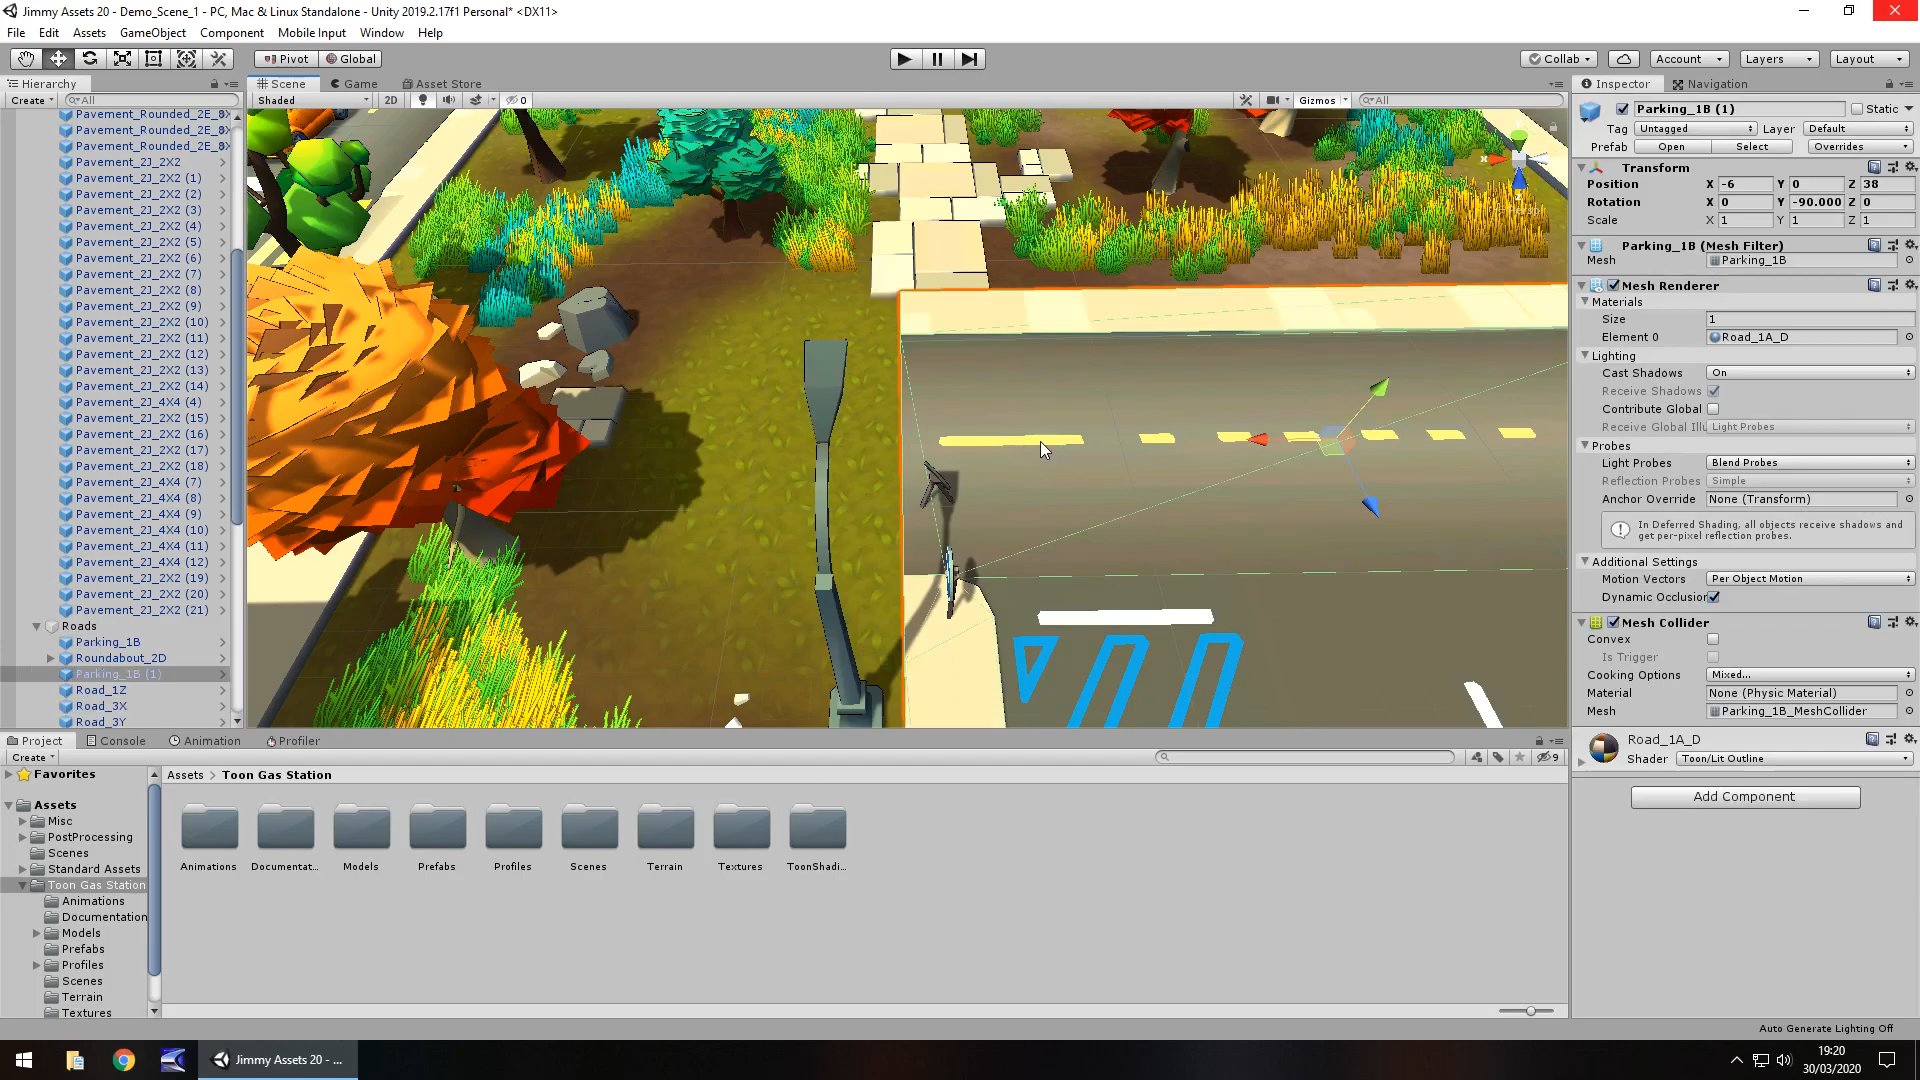 Jimmy Assets 20 - Demo_Scene_1 - PC, Mac & Linux Standalone - Unity 2019.2.17f1 Personal* <DX11>
File Edit Assets GameObject Component Mobile Input Window Help
Pivot Global Collab Account Layers Layout
Hierarchy
Create All
Pavement_Rounded_2E_8X
Pavement_Rounded_2E_8X
Pavement_Rounded_2E_8X
Pavement_2J_2X2
Pavement_2J_2X2 (1)
Pavement_2J_2X2 (2)
Pavement_2J_2X2 (3)
Pavement_2J_2X2 (4)
Pavement_2J_2X2 (5)
Pavement_2J_2X2 (6)
Pavement_2J_2X2 (7)
Pavement_2J_2X2 (8)
Pavement_2J_2X2 (9)
Pavement_2J_2X2 (10)
Pavement_2J_2X2 (11)
Pavement_2J_2X2 (12)
Pavement_2J_2X2 (13)
Pavement_2J_2X2 (14)
Pavement_2J_4X4 (4)
Pavement_2J_2X2 (15)
Pavement_2J_2X2 (16)
Pavement_2J_2X2 (17)
Pavement_2J_2X2 (18)
Pavement_2J_4X4 (7)
Pavement_2J_4X4 (8)
Pavement_2J_4X4 (9)
Pavement_2J_4X4 (10)
Pavement_2J_4X4 (11)
Pavement_2J_4X4 (12)
Pavement_2J_2X2 (19)
Pavement_2J_2X2 (20)
Pavement_2J_2X2 (21)
Roads
Parking_1B
Roundabout_2D
Parking_1B (1)
Road_1Z
Road_3X
Road_3Y
Scene Game Asset Store
Shaded 2D 0 Gizmos All
Inspector Navigation
Parking_1B (1) Static
Tag Untagged Layer Default
Prefab Open Select Overrides
Transform
Position X -6 Y 0 Z 38
Rotation X 0 Y -90.000 Z 0
Scale X 1 Y 1 Z 1
Parking_1B (Mesh Filter)
Mesh Parking_1B
Mesh Renderer
Materials
Size 1
Element 0 Road_1A_D
Lighting
Cast Shadows On
Receive Shadows
Contribute Global
Receive Global Illu Light Probes
Probes
Light Probes Blend Probes
Reflection Probes Simple
Anchor Override None (Transform)
In Deferred Shading, all objects receive shadows and
get per-pixel reflection probes.
Additional Settings
Motion Vectors Per Object Motion
Dynamic Occlusion
Mesh Collider
Convex
Is Trigger
Cooking Options Mixed...
Material None (Physic Material)
Mesh Parking_1B_MeshCollider
Road_1A_D
Shader Toon/Lit Outline
Add Component
Project Console Animation Profiler
Create 9
Favorites
Assets
Misc
PostProcessing
Scenes
Standard Assets
Toon Gas Station
Animations
Documentation
Models
Prefabs
Profiles
Scenes
Terrain
Textures
Assets > Toon Gas Station
Animations Documentat... Models Prefabs Profiles Scenes Terrain Textures ToonShadi...
Auto Generate Lighting Off
Jimmy Assets 20 - ...
19:20
30/03/2020